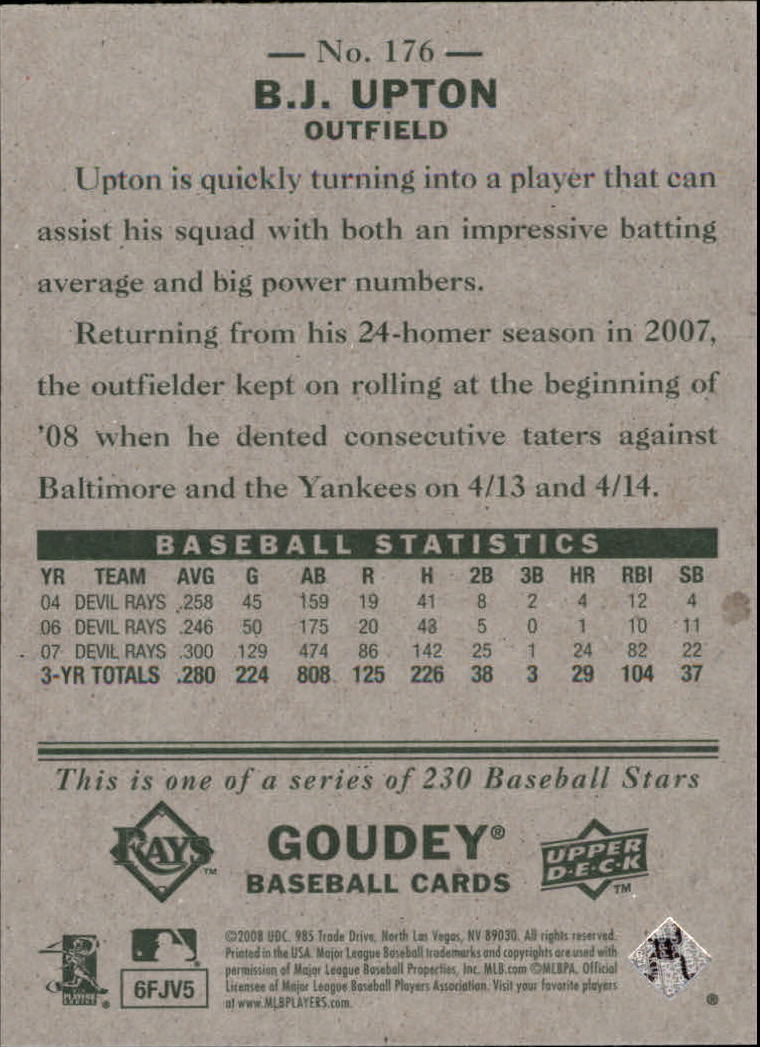 — No. 176 —
B.J. UPTON
OUTFIELD
Upton is quickly turning into a player that can
assist his squad with both an impressive batting
average and big power numbers.
Returning from his 24-homer season in 2007,
the outfielder kept on rolling at the beginning of
'08 when he dented consecutive taters against
Baltimore and the Yankees on 4/13 and 4/14.
BASEBALL STATISTICS
YR TEAM AVG G AB R H 2B 3B HR RBI SB
04 DEVIL RAYS .258 45 159 19 41 8 2 4 12 4
06 DEVIL RAYS .246 50 175 20 43 5 0 1 10 11
07 DEVIL RAYS .300 129 474 86 142 25 1 24 82 22
3-YR TOTALS .280 224 808 125 226 38 3 29 104 37
This is one of a series of 230 Baseball Stars
RAYS™
GOUDEY®
BASEBALL CARDS
UPPER
D·E·C·K
™
©2008 UDC. 985 Trade Drive, North Las Vegas, NV 89030. All rights reserved.
Printed in the USA. Major League Baseball trademarks and copyrights are used with
permission of Major League Baseball Properties, Inc. MLB.com ©MLBPA. Official
Licensee of Major League Baseball Players Association. Visit your favorite players
at www.MLBPLAYERS.com.
6FJV5
®